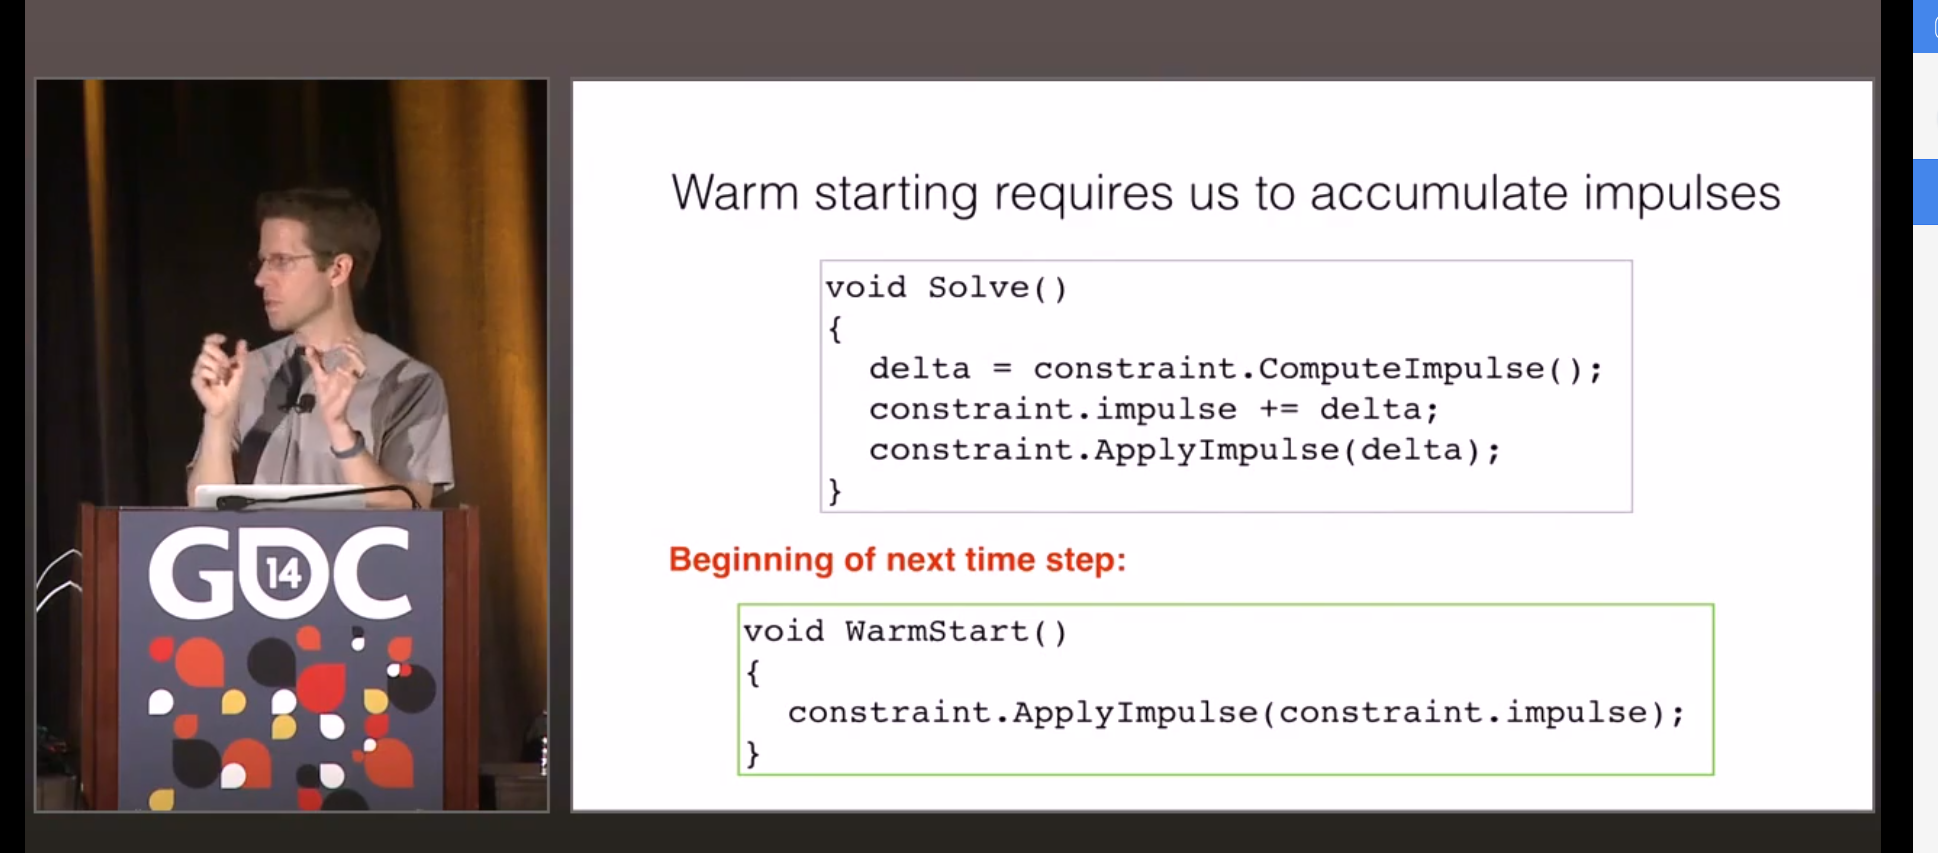 Warm starting requires us to accumulate impulses
void Solve()
{
delta = constraint.ComputeImpulse();
constraint.impulse += delta;
constraint.ApplyImpulse(delta);
}
Beginning of next time step:
void WarmStart()
{
constraint.ApplyImpulse(constraint.impulse);
}
GDC
14